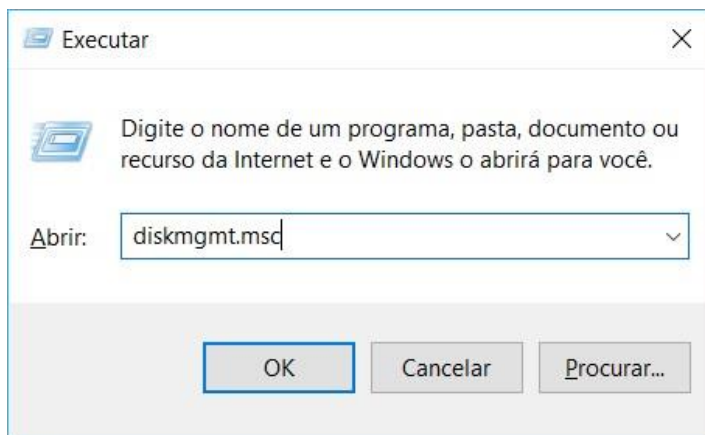 Executar
Digite o nome de um programa, pasta, documento ou
recurso da Internet e o Windows o abrirá para você.
Abrir: diskmgmt.msc
OK Cancelar Procurar...